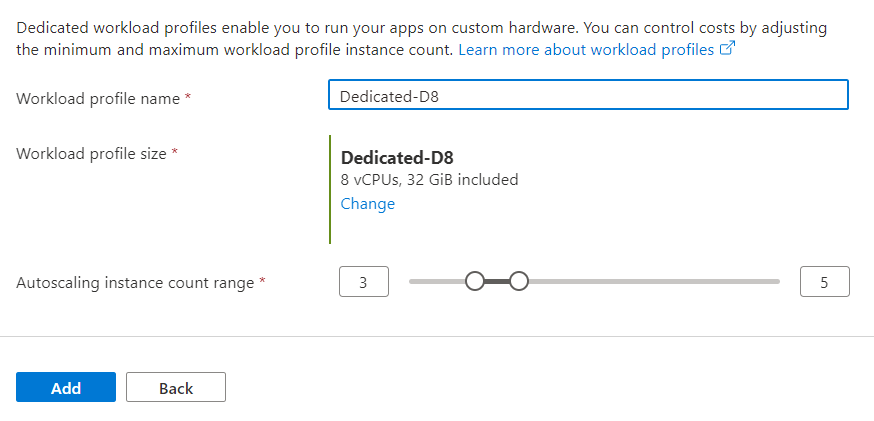 Dedicated workload profiles enable you to run your apps on custom hardware. You can control costs by adjusting
the minimum and maximum workload profile instance count. Learn more about workload profiles
Workload profile name *
Dedicated-D8
Workload profile size *
Dedicated-D8
8 vCPUs, 32 GiB included
Change
Autoscaling instance count range *
3
5
Add
Back